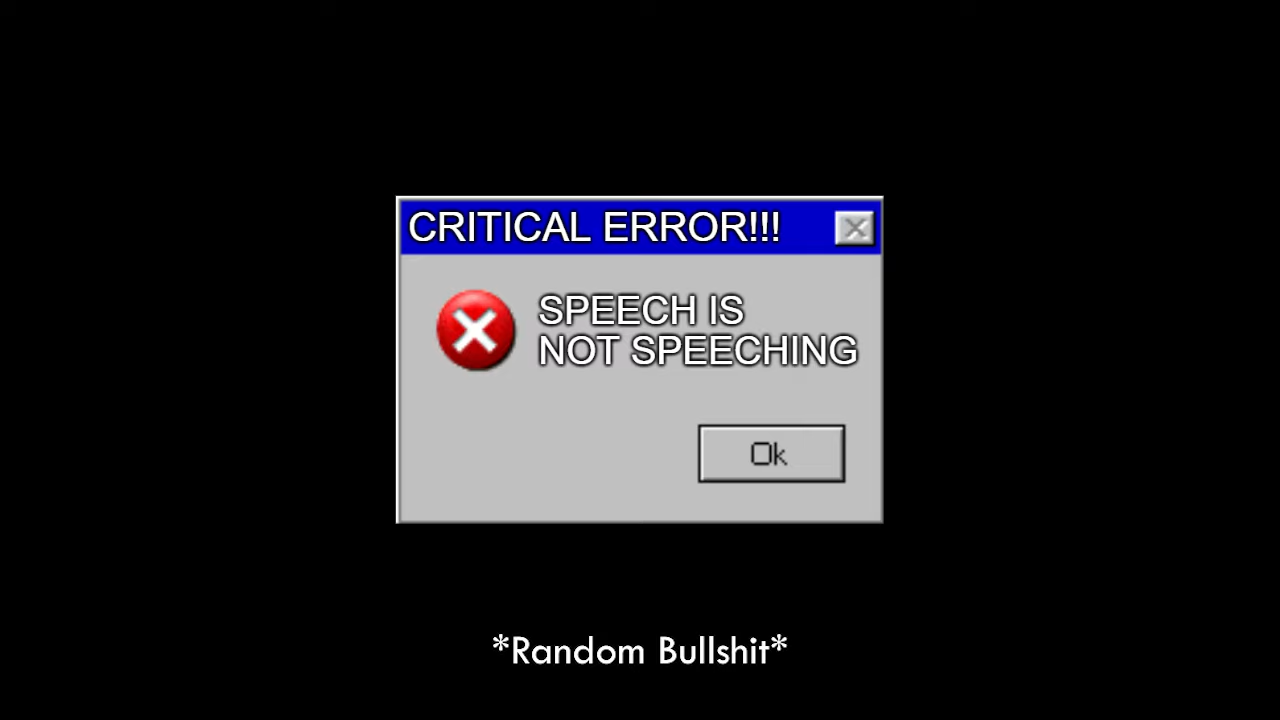 CRITICAL ERROR!!!
SPEECH IS
NOT SPEECHING
Ok
*Random Bullshit*